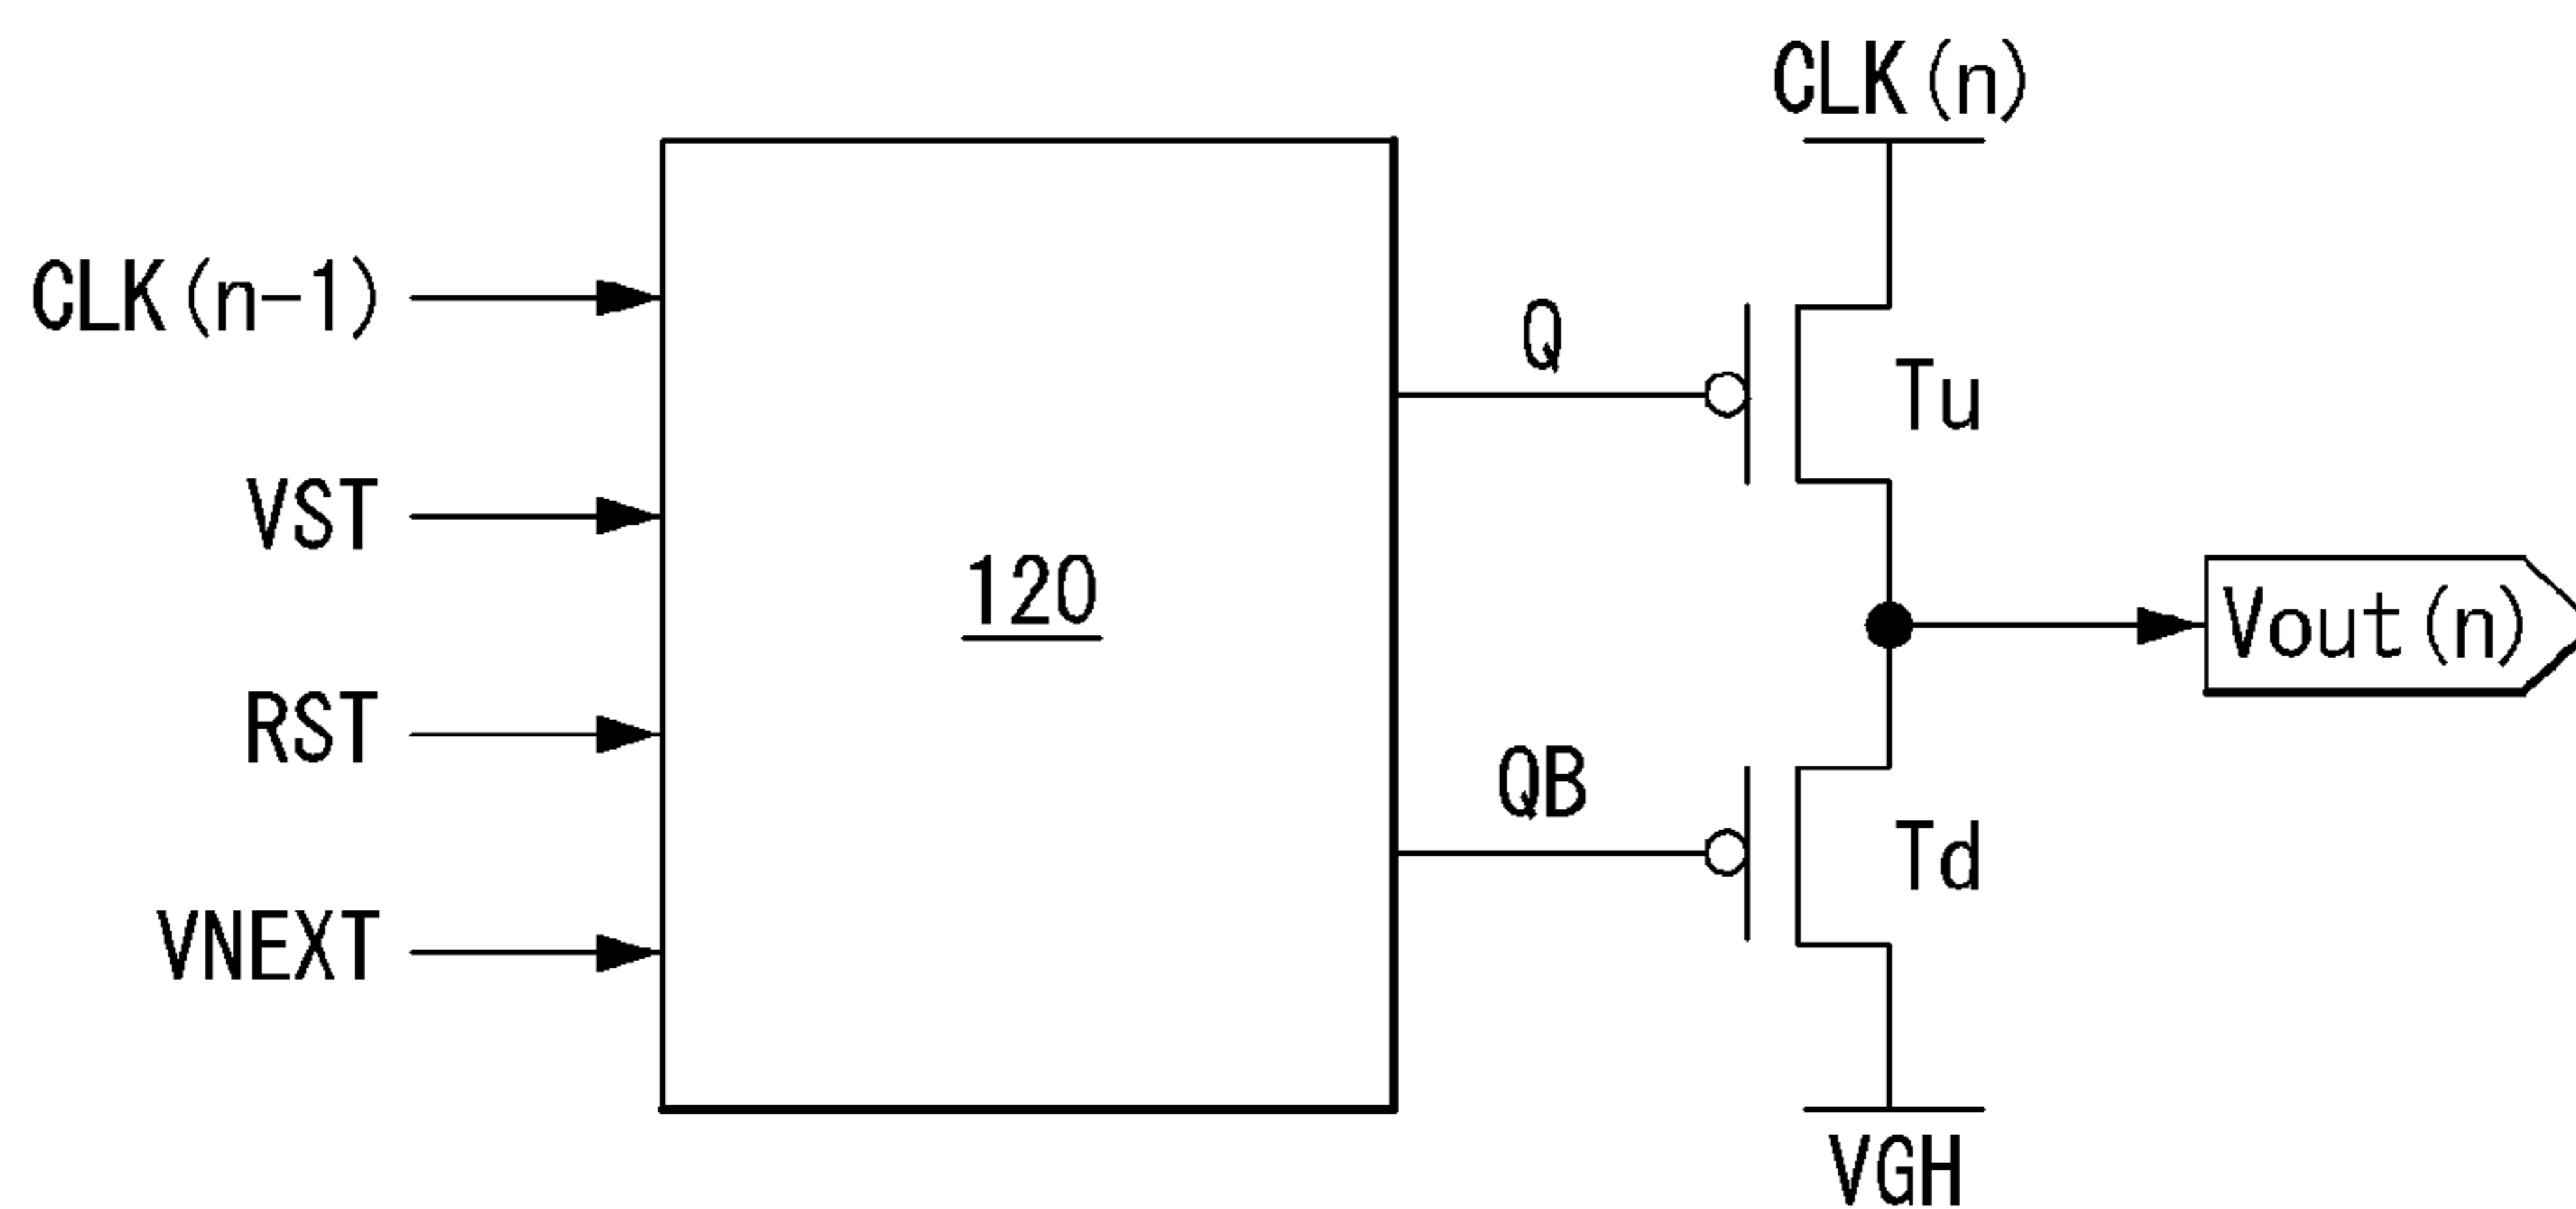 CLK(n)
CLK(n-1)
Q
Tu
VST
120
Vout(n)
RST
QB
Td
VNEXT
VGH